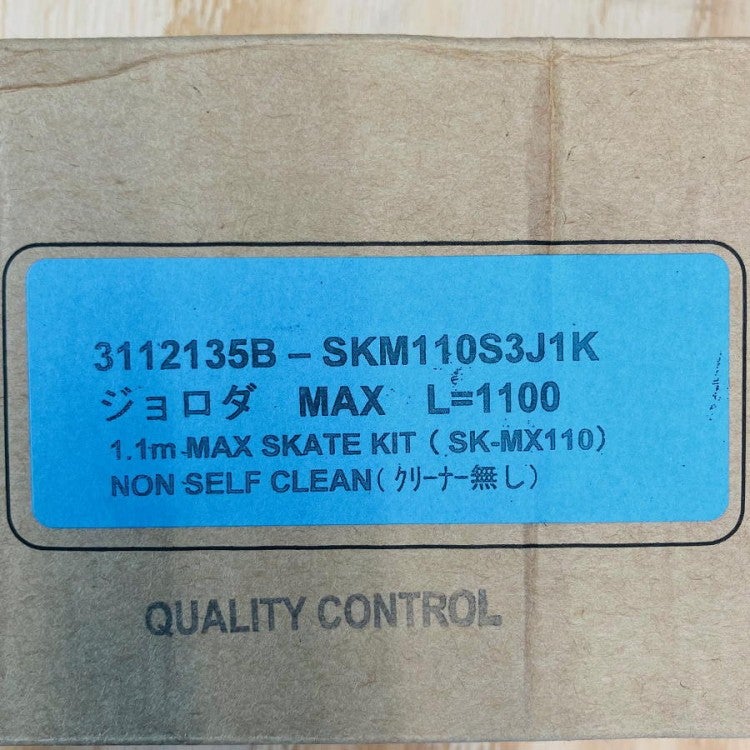 3112135B – SKM110S3J1K
ジョロダ MAX L=1100
1.1m MAX SKATE KIT ( SK-MX110)
NON SELF CLEAN( クリーナー無し)
QUALITY CONTROL